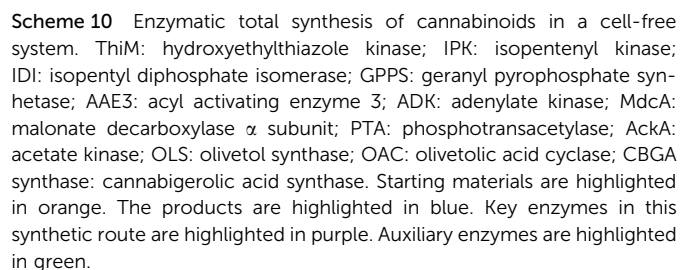 Scheme 10 Enzymatic total synthesis of cannabinoids in a cell-free
system. ThiM: hydroxyethylthiazole kinase; IPK: isopentenyl kinase;
IDI: isopentyl diphosphate isomerase; GPPS: geranyl pyrophosphate syn-
hetase; AAE3: acyl activating enzyme 3; ADK: adenylate kinase; MdcA:
malonate decarboxylase α subunit; PTA: phosphotransacetylase; AckA:
acetate kinase; OLS: olivetol synthase; OAC: olivetolic acid cyclase; CBGA
synthase: cannabigerolic acid synthase. Starting materials are highlighted
in orange. The products are highlighted in blue. Key enzymes in this
synthetic route are highlighted in purple. Auxiliary enzymes are highlighted
in green.